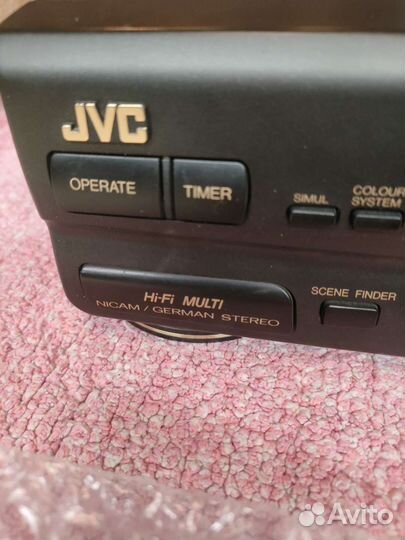 JVC
OPERATE
TIMER
SIMUL
COLOUR
SYSTEM
Hi-Fi MULTI
NICAM / GERMAN STEREO
SCENE FINDER
Avito